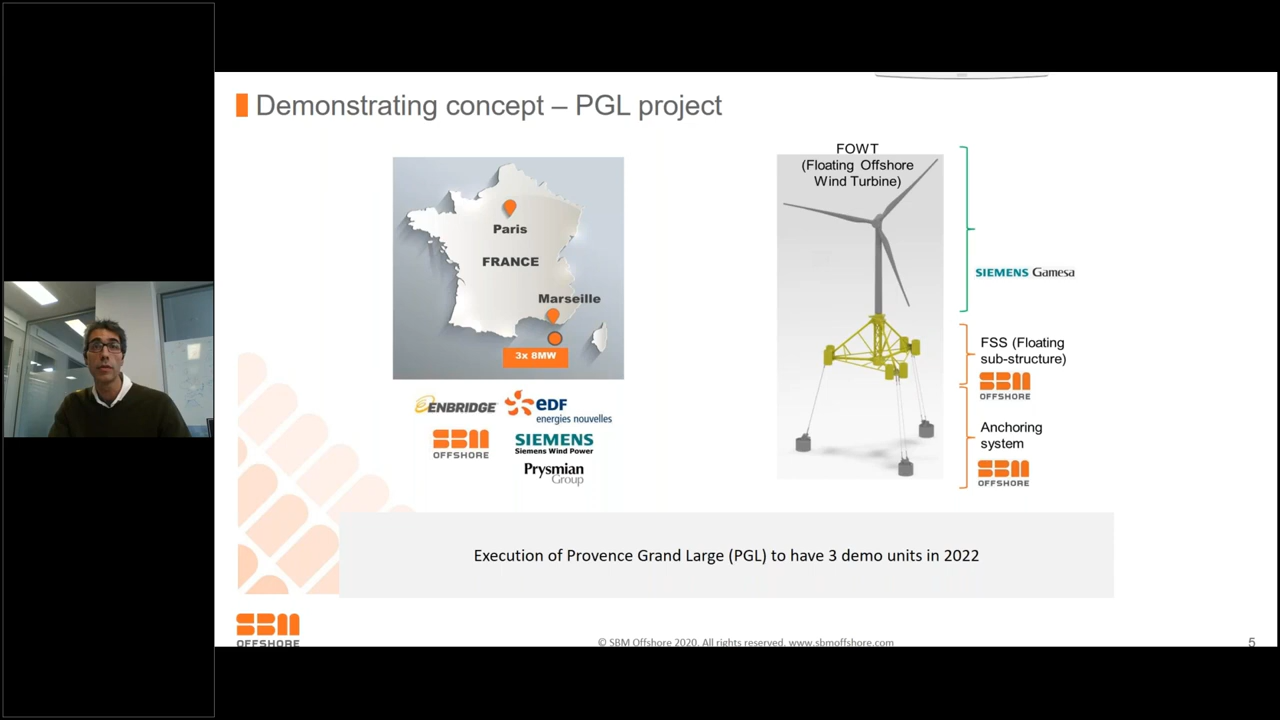 Demonstrating concept – PGL project
Paris
FRANCE
Marseille
3x 8MW
ENBRIDGE
eDF
energies nouvelles
SBM
OFFSHORE
SIEMENS
Siemens Wind Power
Prysmian
Group
FOWT
(Floating Offshore
Wind Turbine)
SIEMENS Gamesa
FSS (Floating
sub-structure)
SBM
OFFSHORE
Anchoring
system
SBM
OFFSHORE
Execution of Provence Grand Large (PGL) to have 3 demo units in 2022
SBM
OFFSHORE
© SBM Offshore 2020. All rights reserved. www.sbmoffshore.com
5